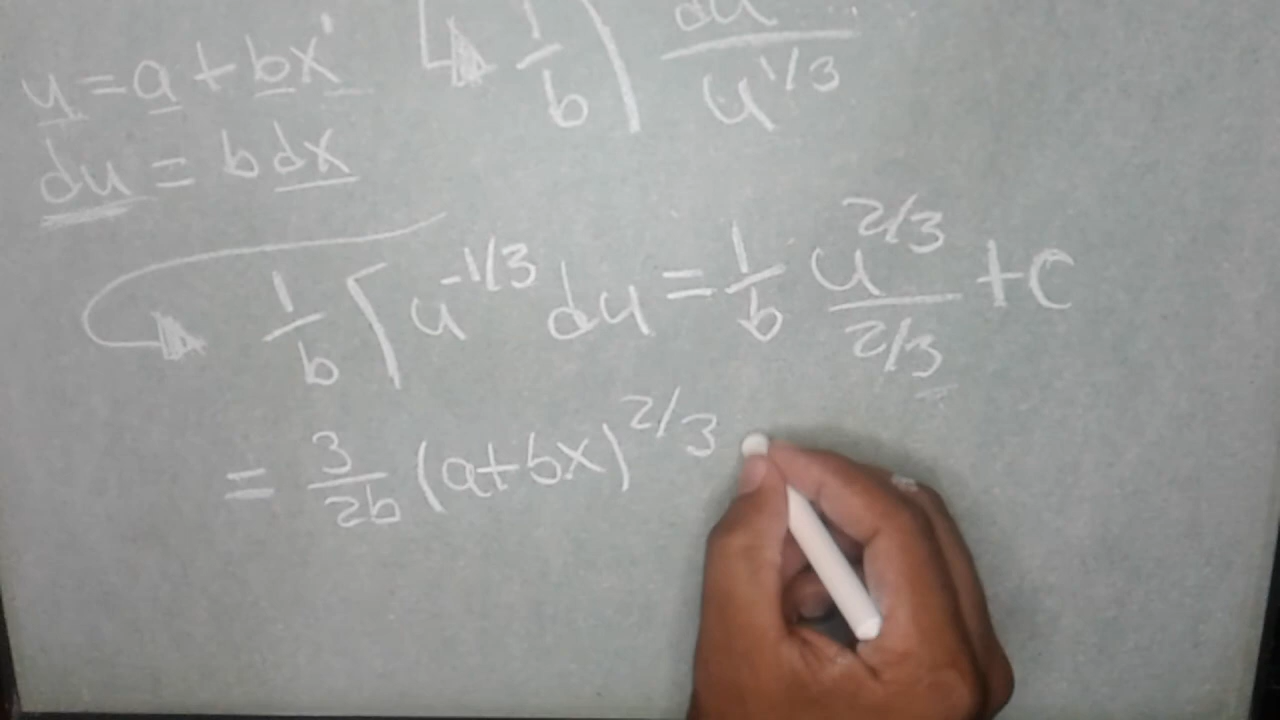 u = a + bx 1/b ∫ du/u^1/3
du = b dx
1/b ∫ u^-1/3 du = 1/b u^2/3 / 2/3 + C
= 3/2b (a+bx)^2/3